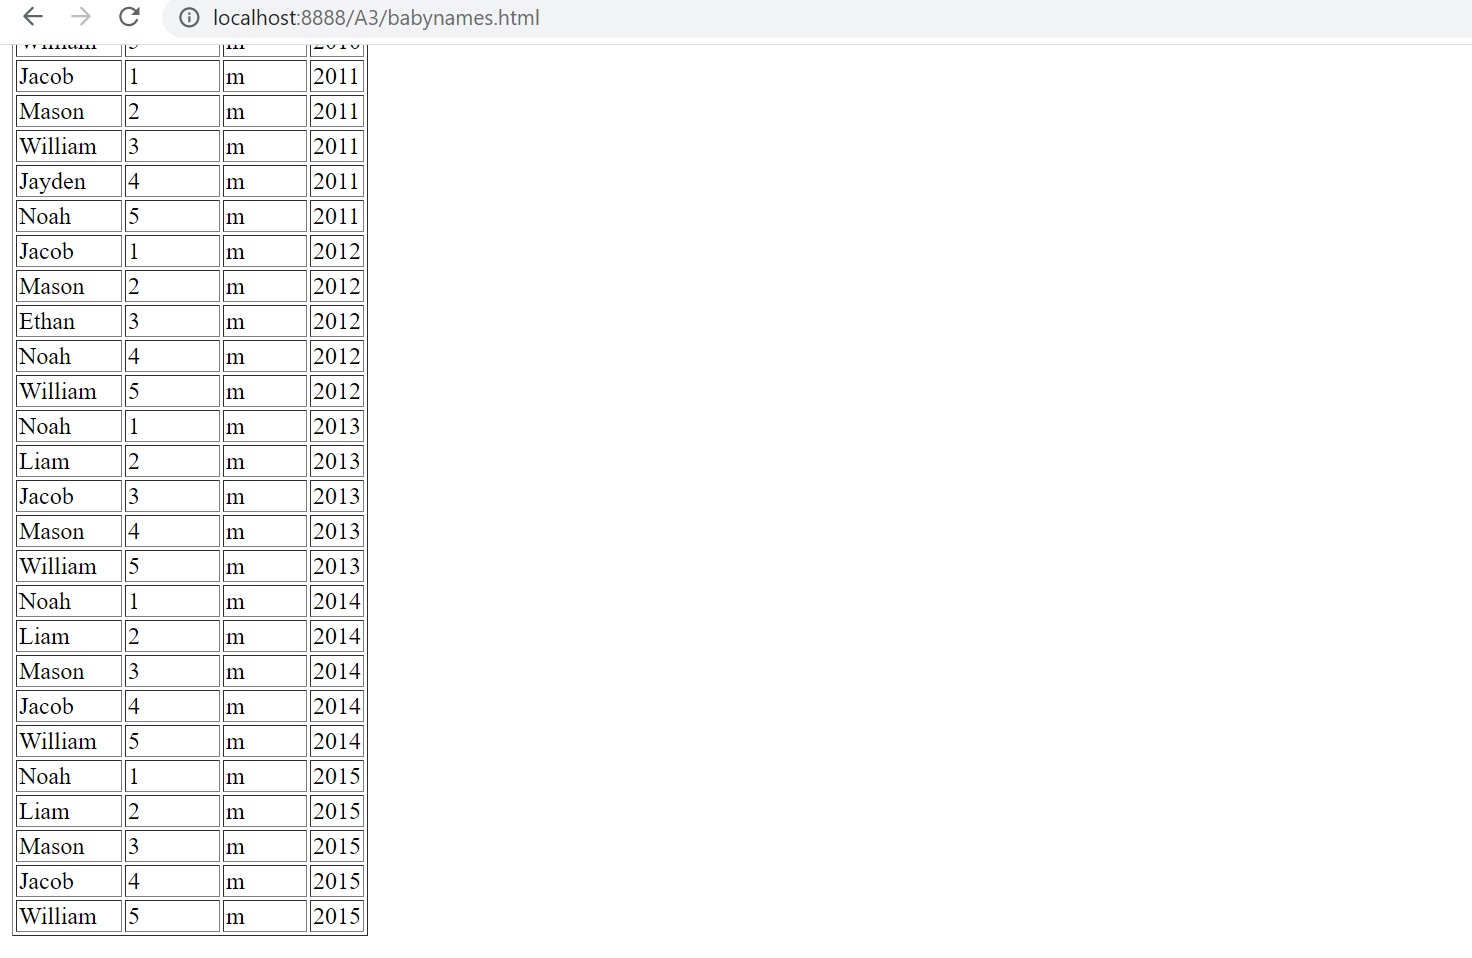 localhost:8888/A3/babynames.html
William 5 m 2010
Jacob 1 m 2011
Mason 2 m 2011
William 3 m 2011
Jayden 4 m 2011
Noah 5 m 2011
Jacob 1 m 2012
Mason 2 m 2012
Ethan 3 m 2012
Noah 4 m 2012
William 5 m 2012
Noah 1 m 2013
Liam 2 m 2013
Jacob 3 m 2013
Mason 4 m 2013
William 5 m 2013
Noah 1 m 2014
Liam 2 m 2014
Mason 3 m 2014
Jacob 4 m 2014
William 5 m 2014
Noah 1 m 2015
Liam 2 m 2015
Mason 3 m 2015
Jacob 4 m 2015
William 5 m 2015